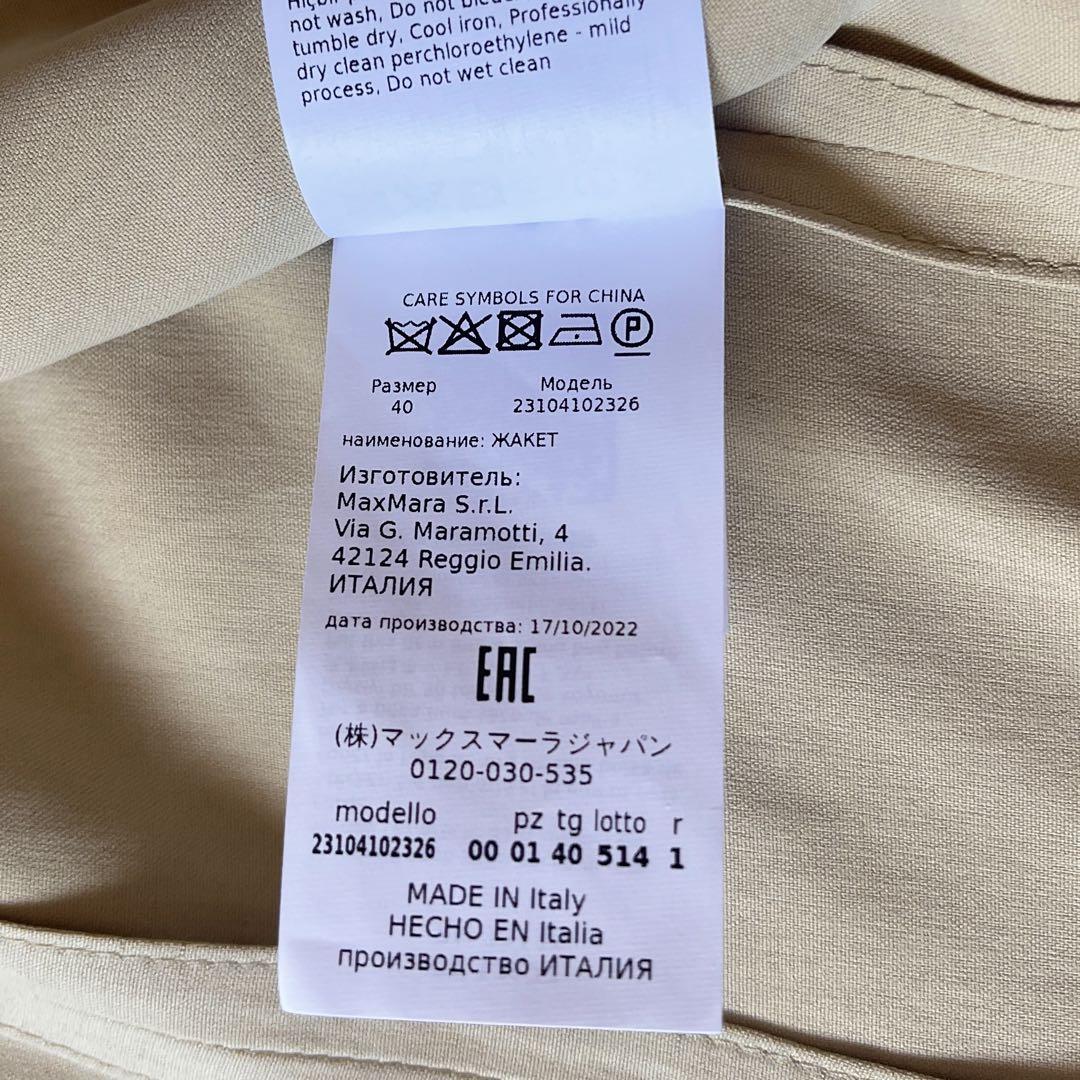 not wash, Do not
tumble dry, Cool iron, Professionally
dry clean perchloroethylene - mild
process, Do not wet clean
CARE SYMBOLS FOR CHINA
P
Размер Модель
40 23104102326
наименование: ЖАКЕТ
Изготовитель:
MaxMara S.r.L.
Via G. Maramotti, 4
42124 Reggio Emilia.
ИТАЛИЯ
дата производства: 17/10/2022
EAC
(株)マックスマーラジャパン
0120-030-535
modello pz tg lotto r
23104102326 00 01 40 514 1
MADE IN Italy
HECHO EN Italia
производство ИТАЛИЯ